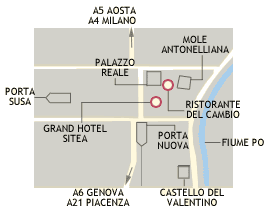 A5 AOSTA
A4 MILANO
MOLE
ANTONELLIANA
PALAZZO
REALE
PORTA
SUSA
RISTORANTE
DEL CAMBIO
GRAND HOTEL
SITEA
PORTA
NUOVA
FIUME PO
A6 GENOVA
A21 PIACENZA
CASTELLO DEL
VALENTINO